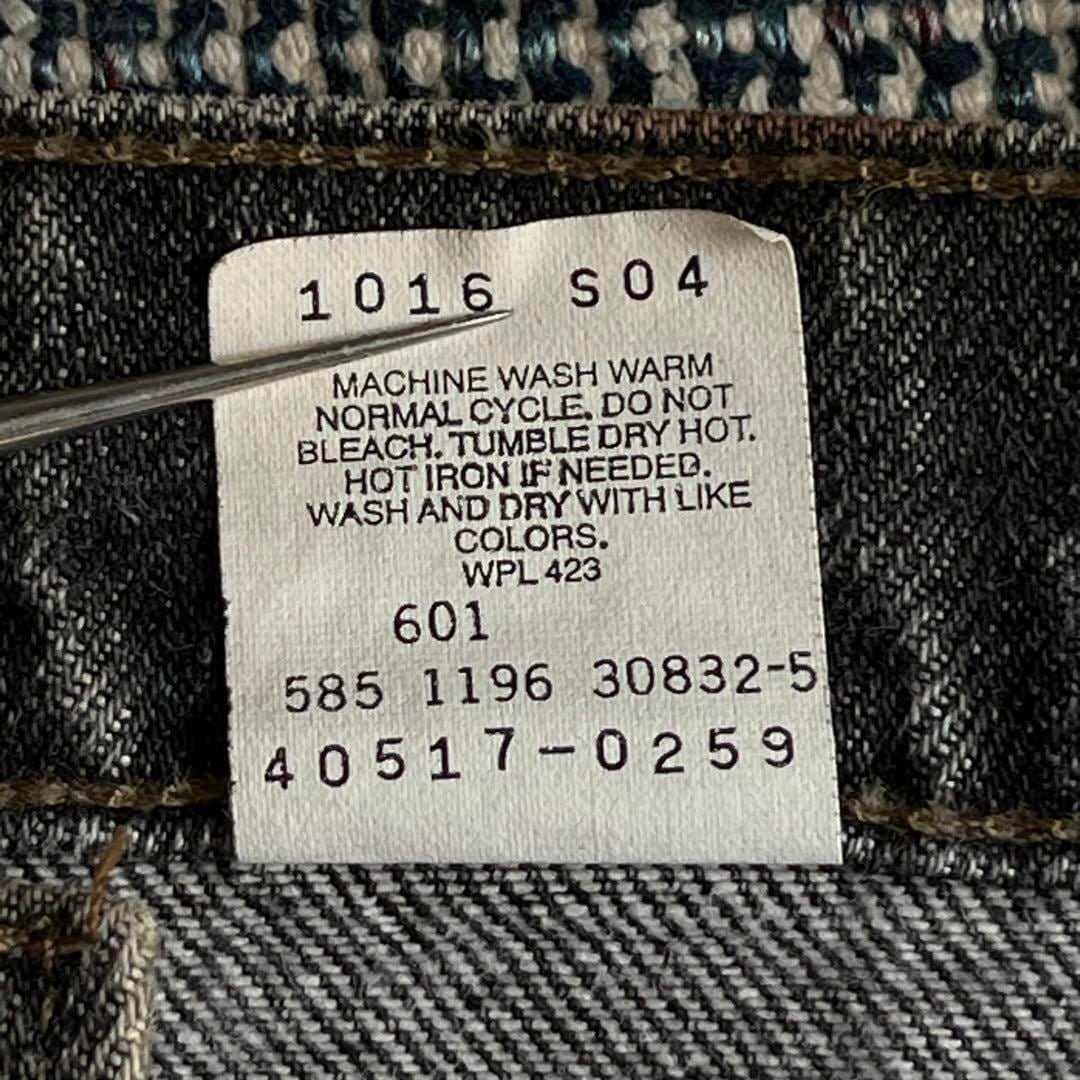 1016 S04
MACHINE WASH WARM
NORMAL CYCLE. DO NOT
BLEACH. TUMBLE DRY HOT.
HOT IRON IF NEEDED.
WASH AND DRY WITH LIKE
COLORS.
WPL 423
601
585 1196 30832-5
40517-0259